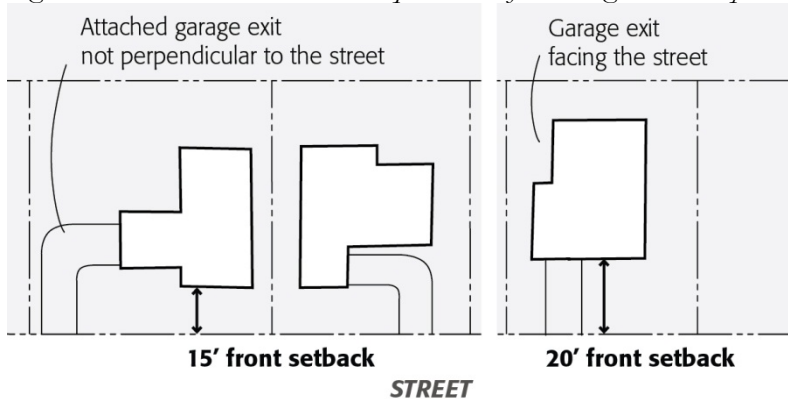 Attached garage exit
not perpendicular to the street
Garage exit
facing the street
15’ front setback
20’ front setback
STREET